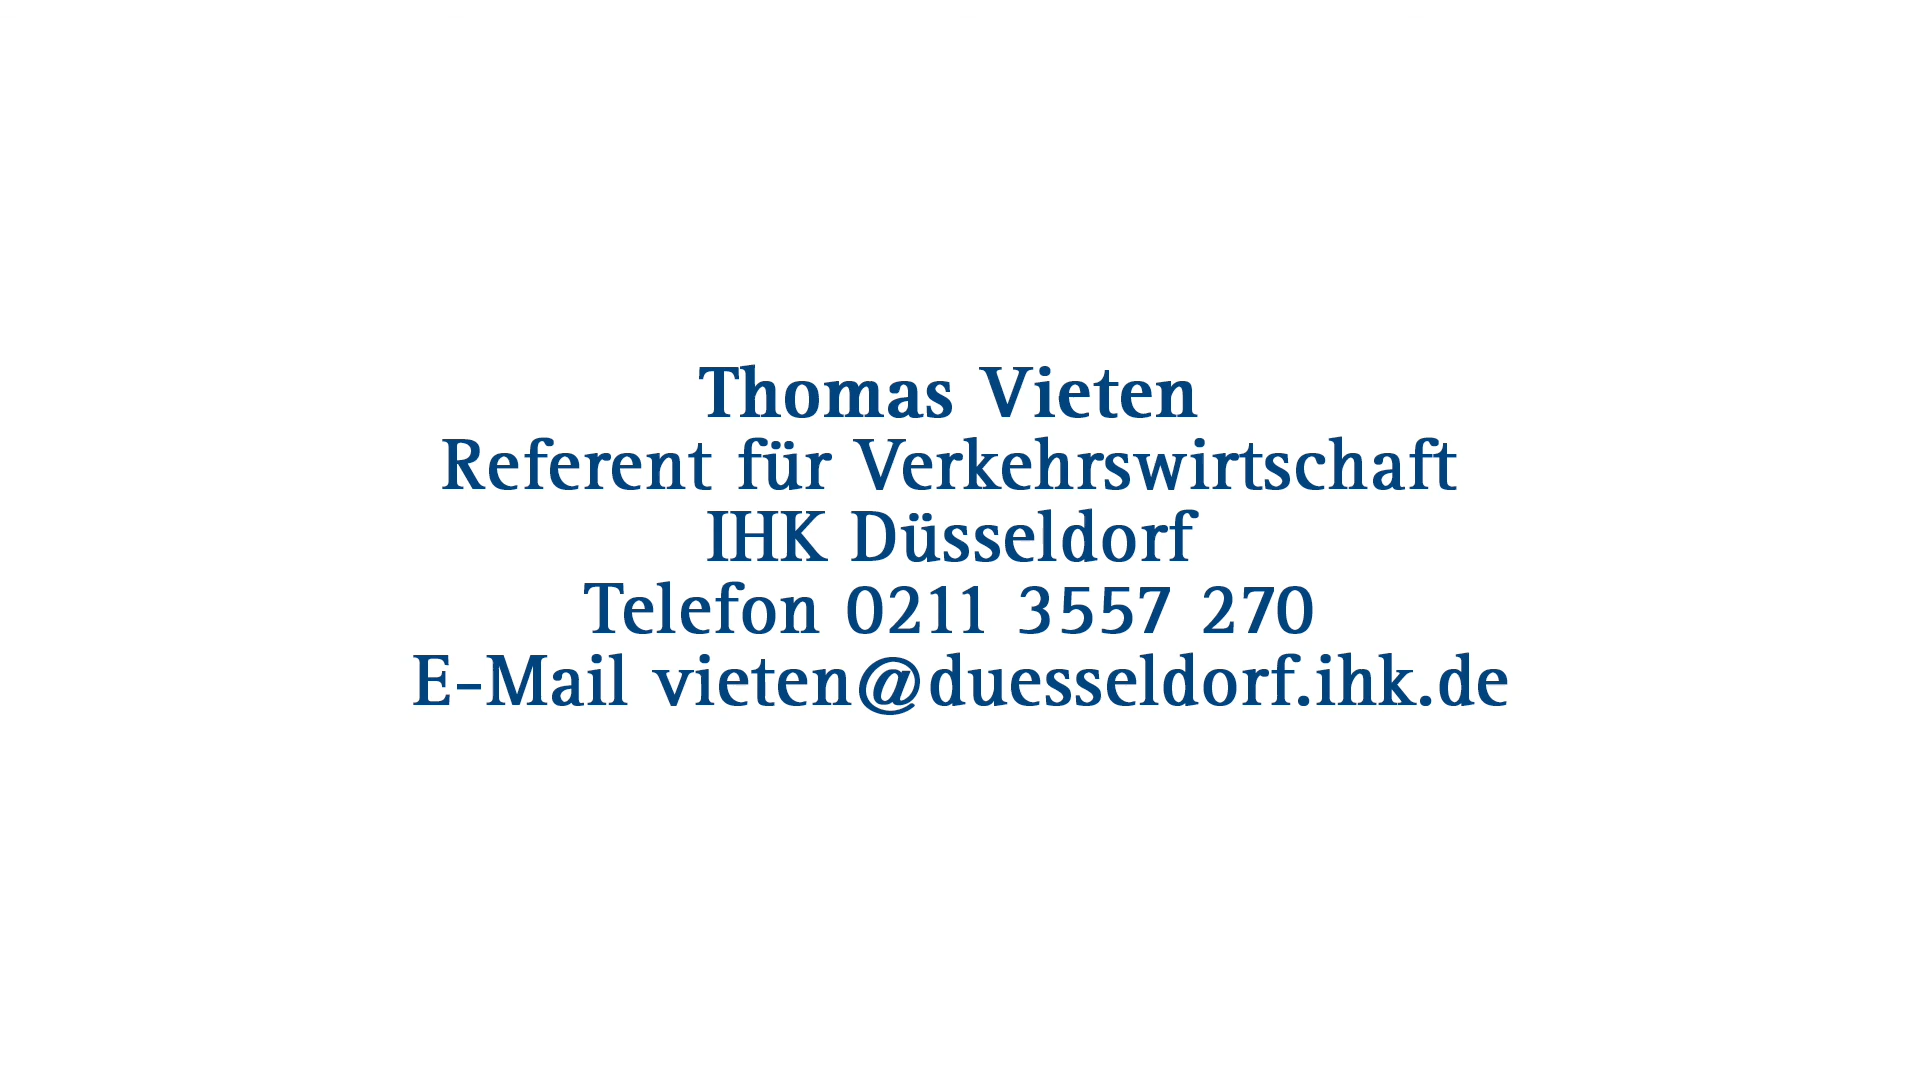 Thomas Vieten
Referent für Verkehrswirtschaft
IHK Düsseldorf
Telefon 0211 3557 270
E-Mail vieten@duesseldorf.ihk.de